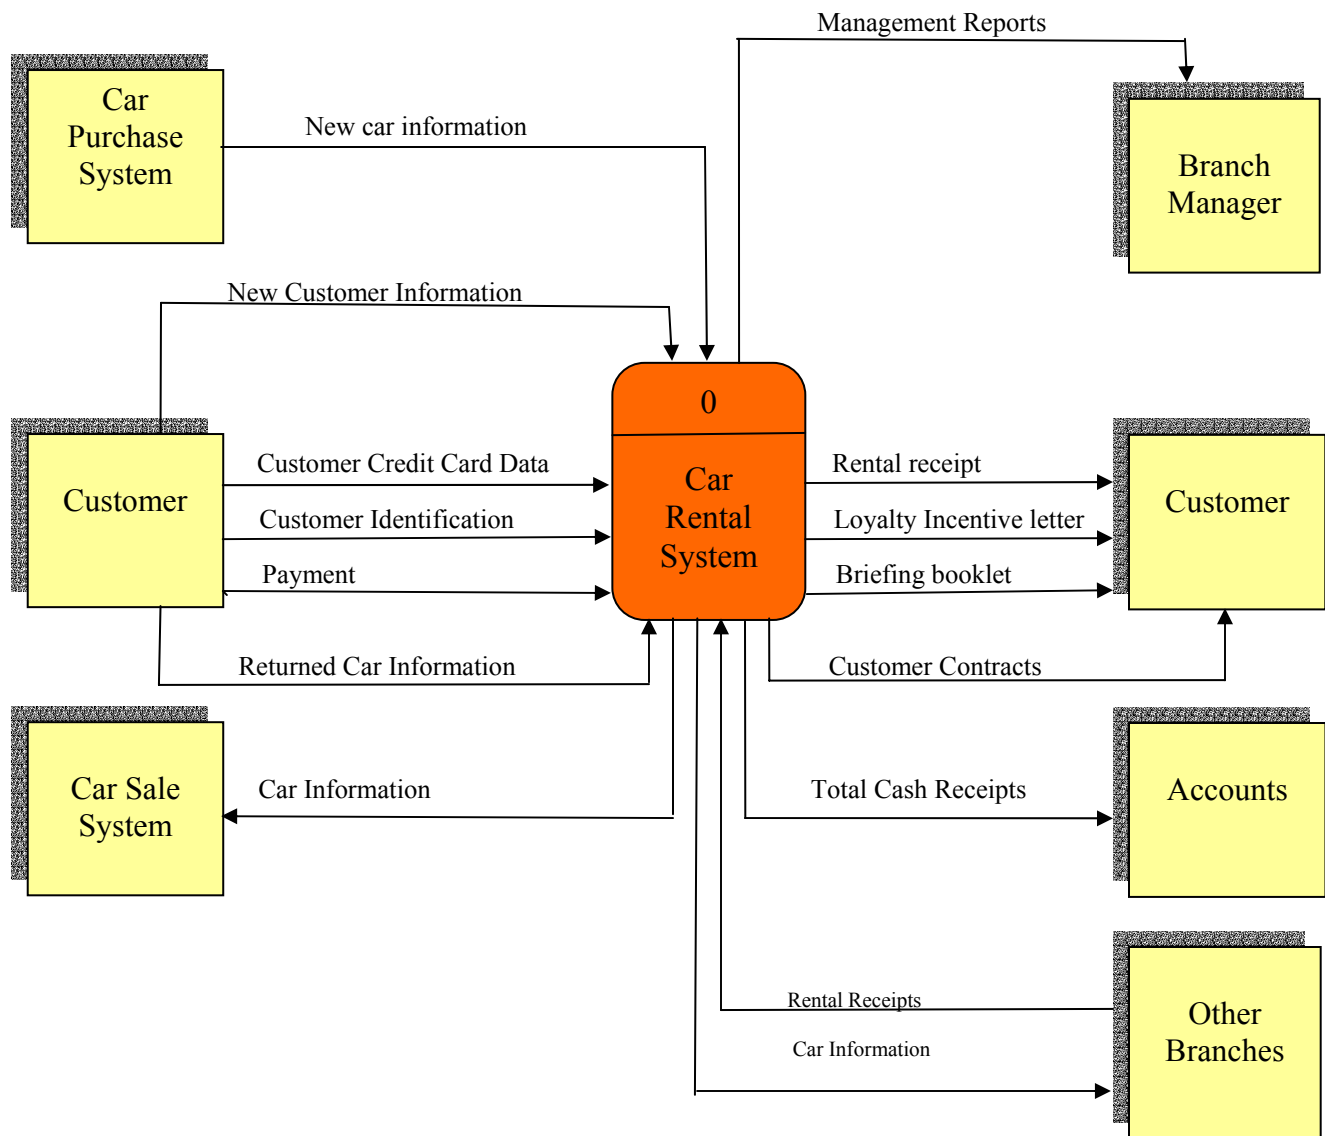 Management Reports
Car
Purchase
System
New car information
Branch
Manager
New Customer Information
0
Customer
Customer Credit Card Data
Customer Identification
Payment
Car
Rental
System
Rental receipt
Loyalty Incentive letter
Briefing booklet
Customer
Returned Car Information
Customer Contracts
Car Sale
System
Car Information
Total Cash Receipts
Accounts
Rental Receipts
Car Information
Other
Branches